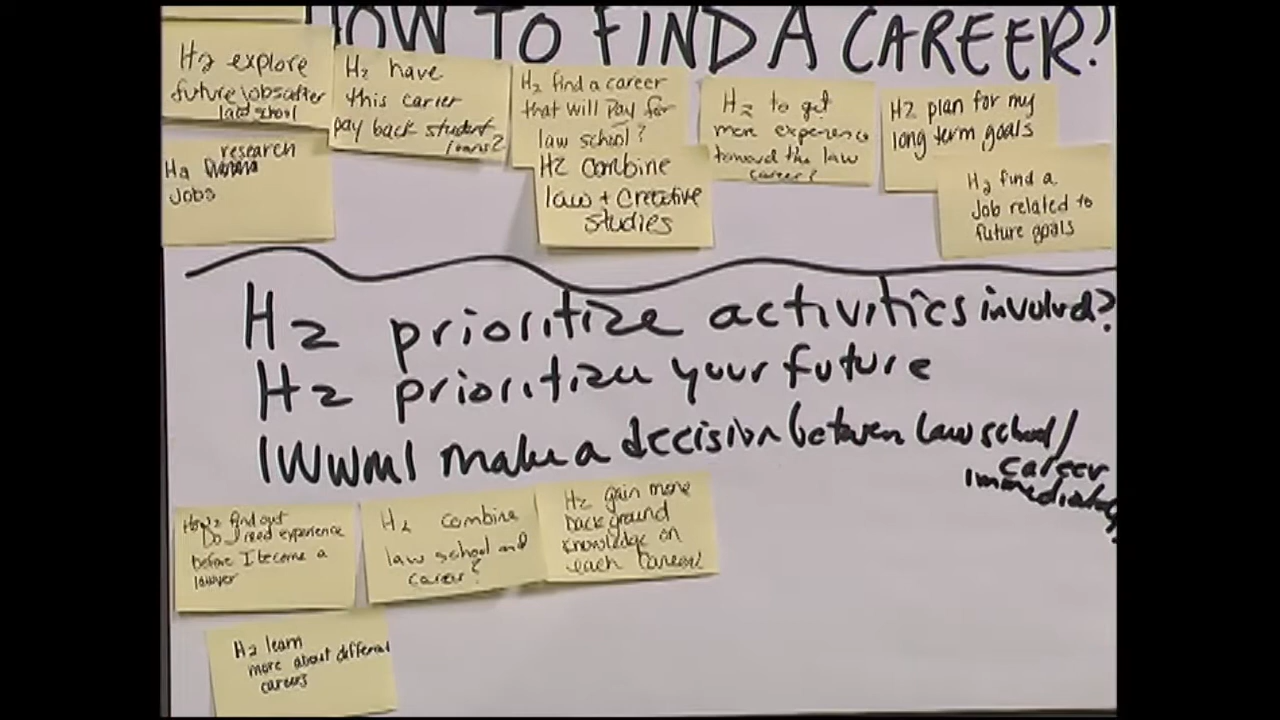 HOW TO FIND A CAREER?
H2 explore
future jobs after
law school
research
H2
Jobs
H2 have
this carier
pay back student
loans?
H2 find a career
that will pay for
law school?
H2 combine
law + creative
studies
H2 to get
more experience
toward the law
career?
H2 plan for my
long term goals
H2 find a
Job related to
future goals
H2 prioritize activities involved?
H2 prioritize your future
IWWMI make a decision between law school/
career
immediately
How2 find out
Do I need experience
before I become a
lawyer
H2 combine
law school and
career?
H2 gain more
background
knowledge on
each career!
H2 learn
more about different
careers